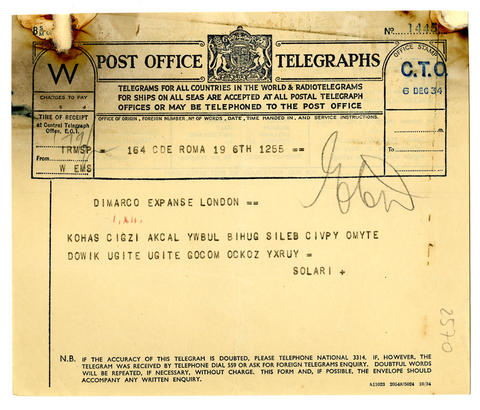 Nº 1445
W
POST OFFICE TELEGRAPHS
OFFICE STAMP
TELEGRAMS FOR ALL COUNTRIES IN THE WORLD & RADIOTELEGRAMS
FOR SHIPS ON ALL SEAS ARE ACCEPTED AT ALL POSTAL TELEGRAPH
OFFICES OR MAY BE TELEPHONED TO THE POST OFFICE
C.T.O.
6 DEC 34
CHARGES TO PAY
TIME OF RECEIPT
at Central Telegraph
Office, E.C.1.
OFFICE OF ORIGIN, FOREIGN NUMBER, Nº OF WORDS, DATE, TIME HANDED IN, AND SERVICE INSTRUCTIONS.
IRMSP = 164 CDE ROMA 19 6TH 1255 ==
From
To
W EMS
DIMARCO EXPANSE LONDON ==
KOHAS CIGZI AKCAL YWBUL BIHUG SILEB CIVPY OMYTE
DOWIK UGITE UGITE GOCOM OCKOZ YXRUY =
SOLARI +
2570
N.B. IF THE ACCURACY OF THIS TELEGRAM IS DOUBTED, PLEASE TELEPHONE NATIONAL 3314, IF, HOWEVER, THE
TELEGRAM WAS RECEIVED BY TELEPHONE DIAL 559 OR ASK FOR FOREIGN TELEGRAMS ENQUIRY. DOUBTFUL WORDS
WILL BE REPEATED, IF NECESSARY, WITHOUT CHARGE. THIS FORM AND, IF POSSIBLE, THE ENVELOPE SHOULD
ACCOMPANY ANY WRITTEN ENQUIRY.
10/34